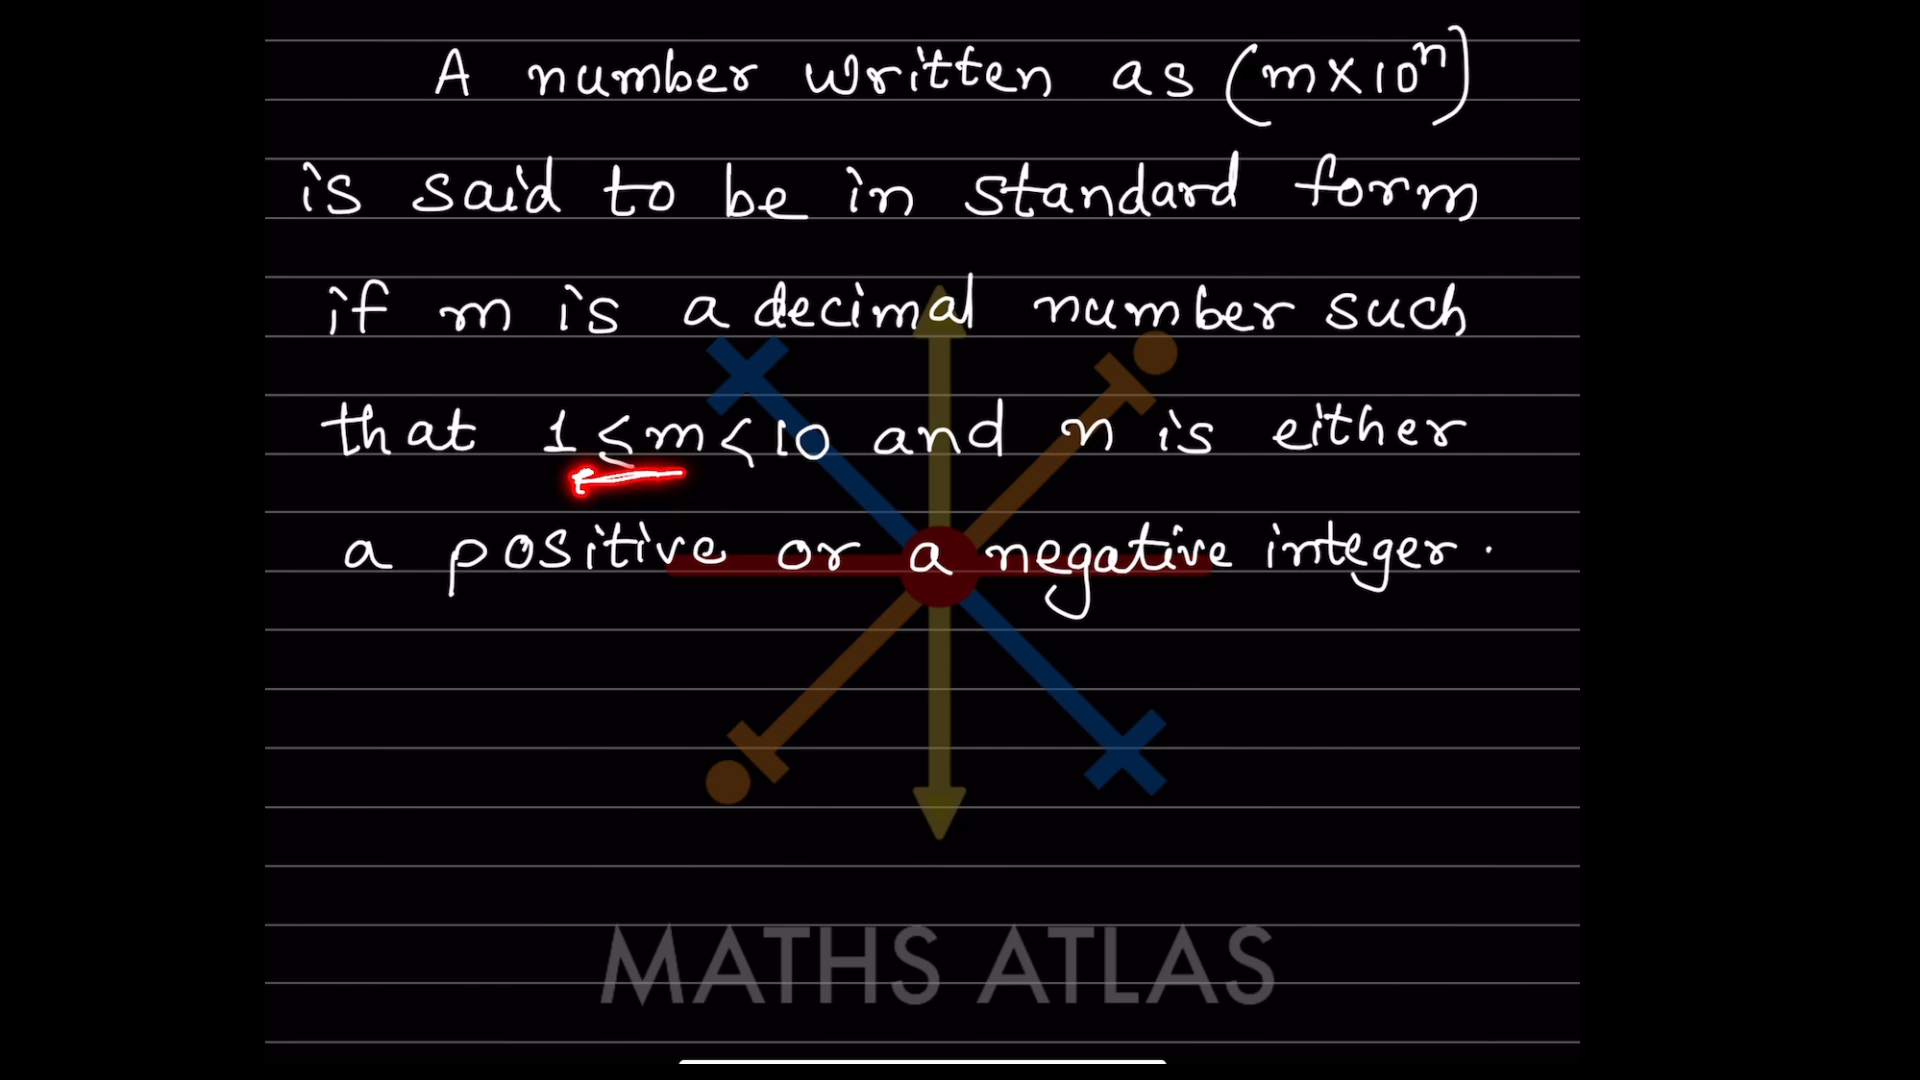 A number written as (m×10ⁿ)
is said to be in standard form
if m is a decimal number such
that 1≤m<10 and n is either
a positive or a negative integer.
MATHS ATLAS